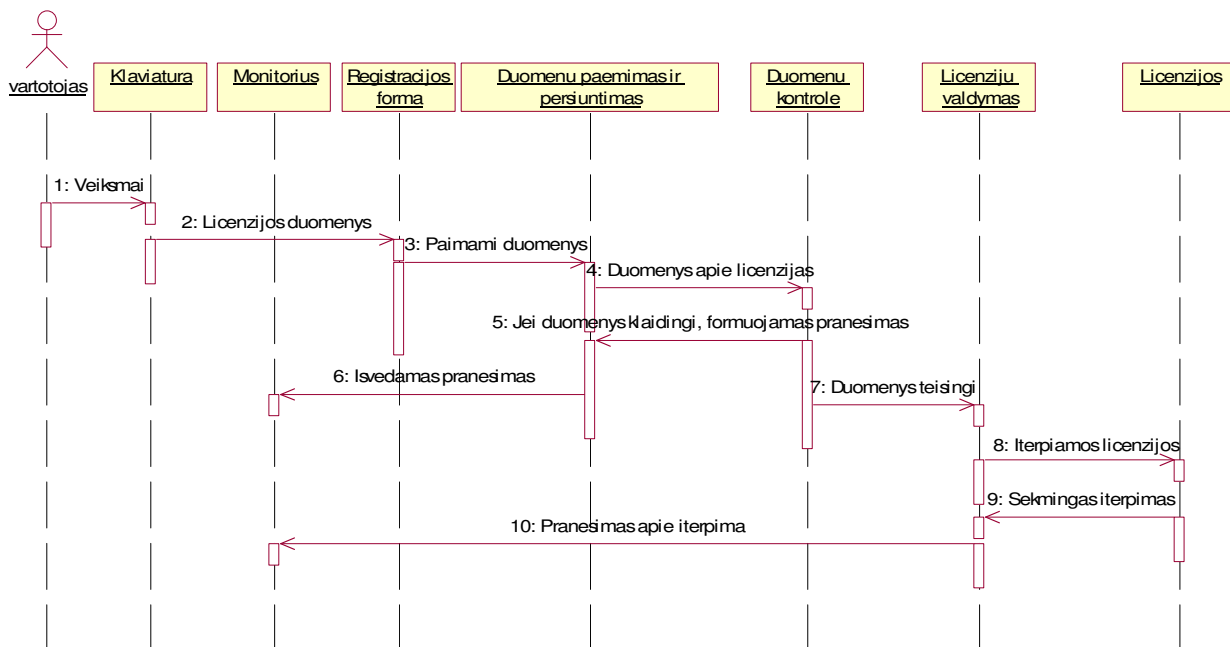 vartotojas
Klaviatura
Monitorius
Registracijos
forma
Duomenu paemimas ir
persiuntimas
Duomenu
kontrole
Licenziju
valdymas
Licenzijos
1: Veiksmai
2: Licenzijos duomenys
3: Paimami duomenys
4: Duomenys apie licenzijas
5: Jei duomenys klaidingi, formuojamas pranesimas
6: Isvedamas pranesimas
7: Duomenys teisingi
8: Iterpiamos licenzijos
9: Sekmingas iterpimas
10: Pranesimas apie iterpima